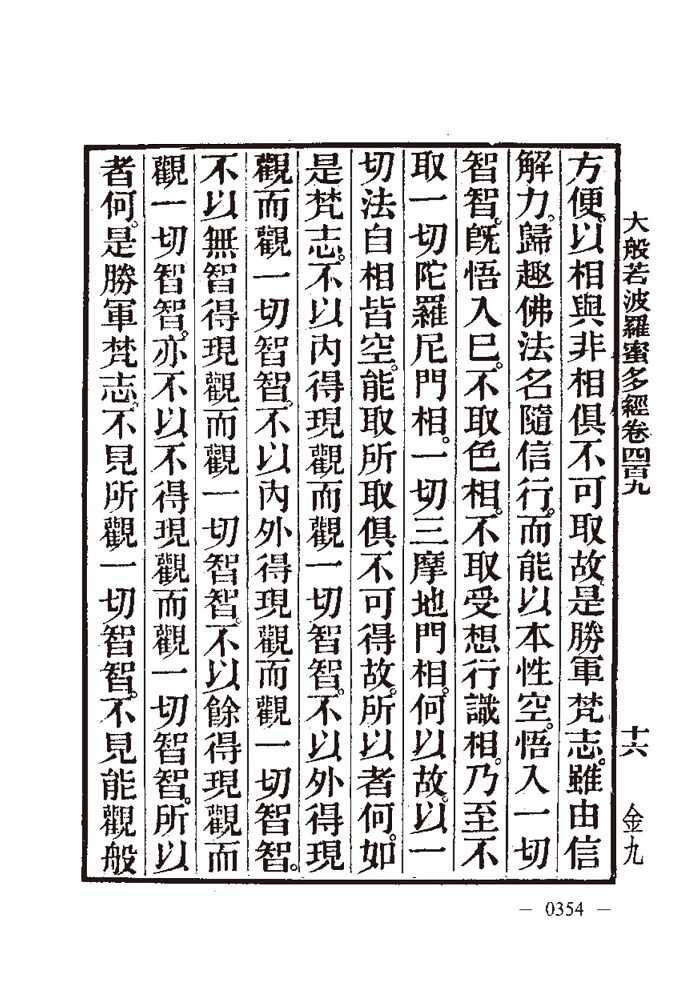 大般若波羅蜜多經卷四百九　十六　金九
方便。以相與非相俱不可取故。是勝軍梵志。雖由信
解力。歸趣佛法名隨信行。而能以本性空。悟入一切
智智。旣悟入巳。不取色相。不取受想行識相。乃至不
取一切陀羅尼門相。一切三摩地門相。何以故。以一
切法自相皆空。能取所取俱不可得故。所以者何。如
是梵志。不以內得現觀而觀一切智智。不以外得現
觀而觀一切智智。不以內外得現觀而觀一切智智。
不以無智得現觀而觀一切智智。不以餘得現觀而
觀一切智智。亦不以不得現觀而觀一切智智。所以
者何。是勝軍梵志。不見所觀一切智智。不見能觀般
— 0354 —